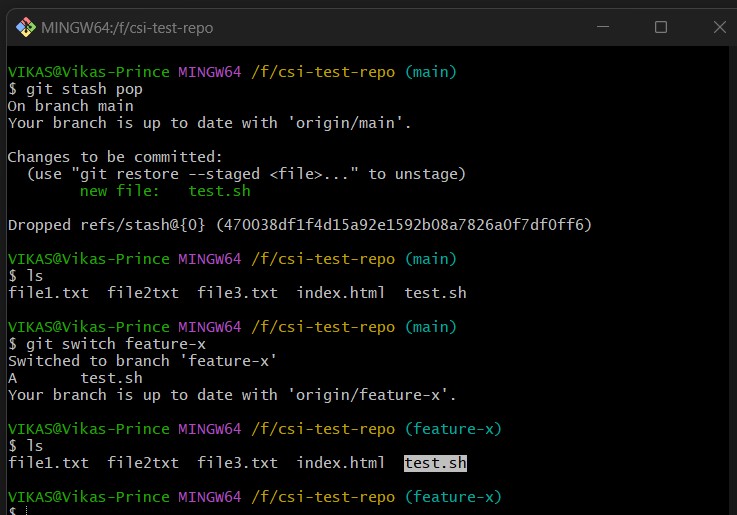 MINGW64:/f/csi-test-repo
VIKAS@Vikas-Prince MINGW64 /f/csi-test-repo (main)
$ git stash pop
On branch main
Your branch is up to date with 'origin/main'.
Changes to be committed:
  (use "git restore --staged <file>..." to unstage)
        new file:   test.sh
Dropped refs/stash@{0} (470038df1f4d15a92e1592b08a7826a0f7df0ff6)
VIKAS@Vikas-Prince MINGW64 /f/csi-test-repo (main)
$ ls
file1.txt  file2txt  file3.txt  index.html  test.sh
VIKAS@Vikas-Prince MINGW64 /f/csi-test-repo (main)
$ git switch feature-x
Switched to branch 'feature-x'
A       test.sh
Your branch is up to date with 'origin/feature-x'.
VIKAS@Vikas-Prince MINGW64 /f/csi-test-repo (feature-x)
$ ls
file1.txt  file2txt  file3.txt  index.html  test.sh
VIKAS@Vikas-Prince MINGW64 /f/csi-test-repo (feature-x)
$